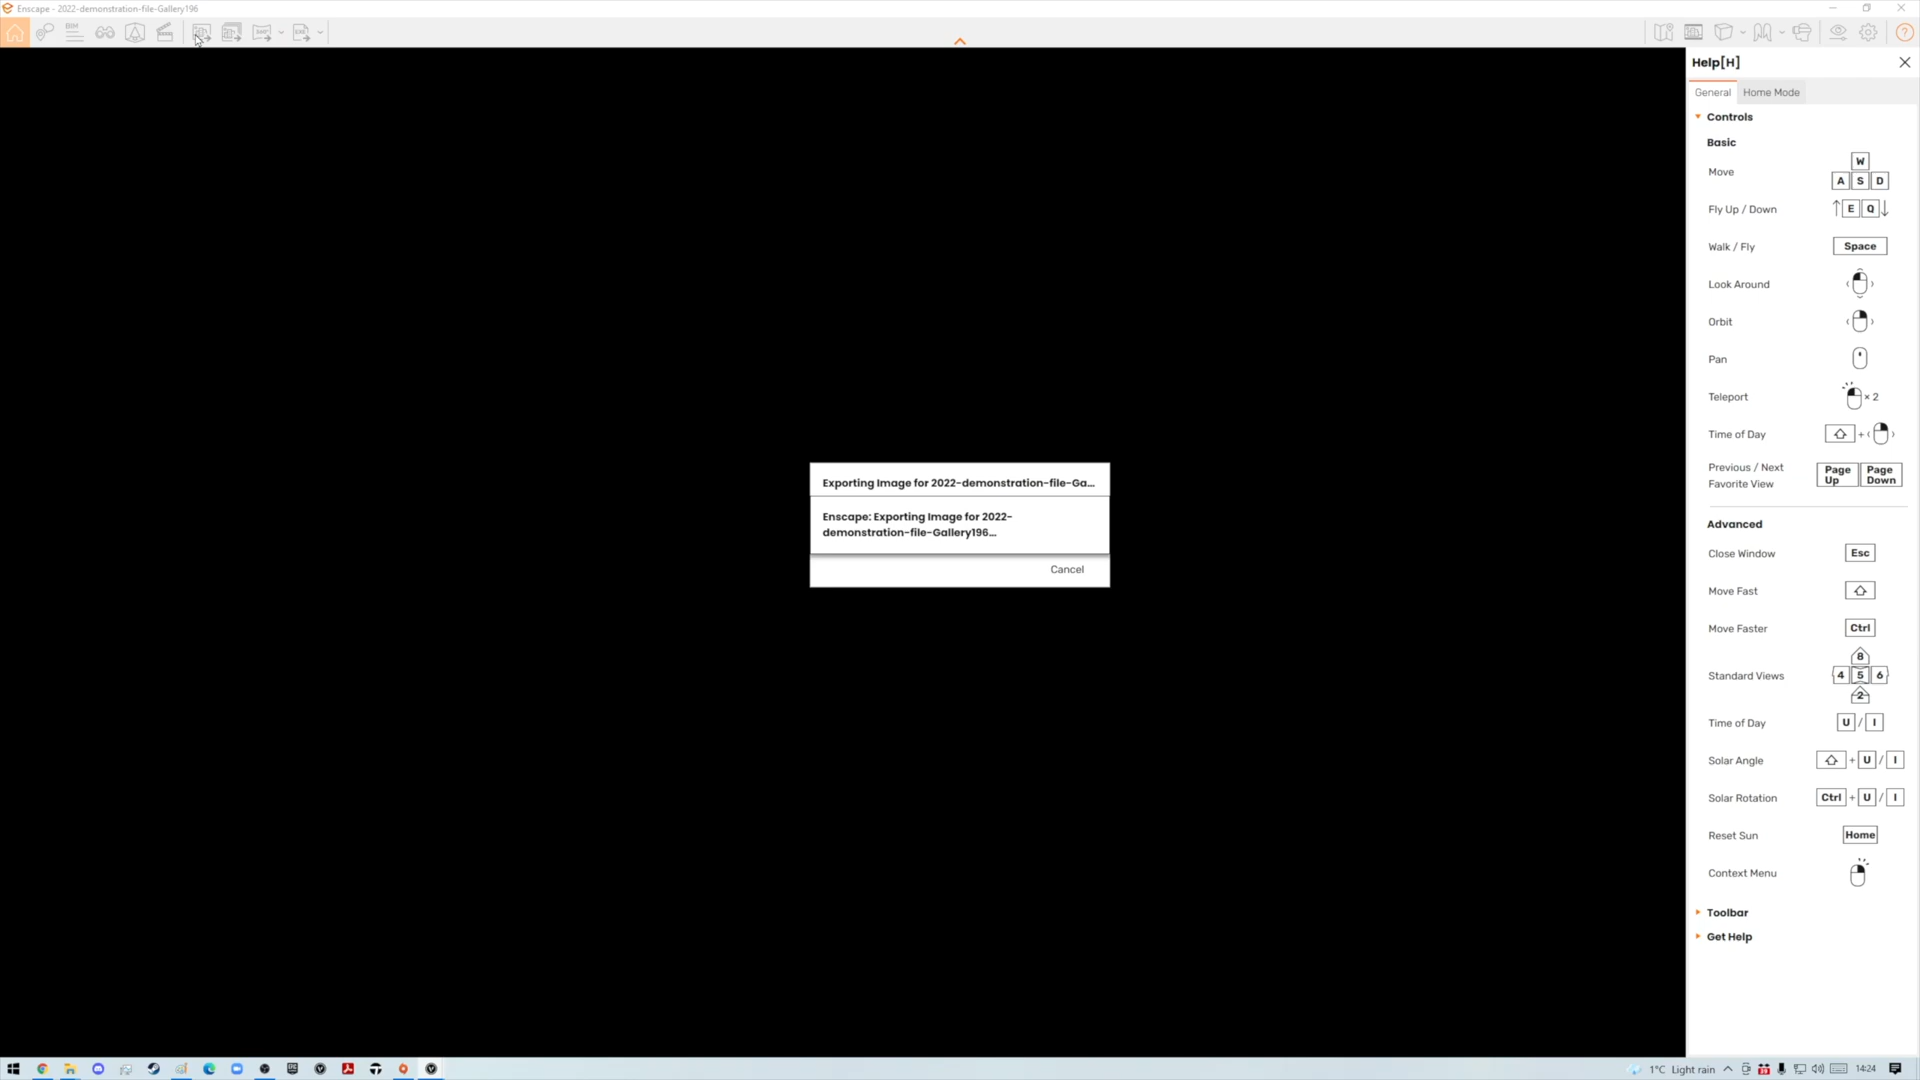 Enscape - 2022-demonstration-file-Gallery196
BIM
360°
EXE
?
Help[H]
General Home Mode
Controls
Basic
Move
W
A S D
Fly Up / Down
E Q
Walk / Fly
Space
Look Around
Orbit
Pan
Teleport
× 2
Time of Day
+
Previous / Next
Favorite View
Page
Up
Page
Down
Advanced
Close Window
Esc
Move Fast
Move Faster
Ctrl
Standard Views
8
4 5 6
2
Time of Day
U / I
Solar Angle
+ U / I
Solar Rotation
Ctrl + U / I
Reset Sun
Home
Context Menu
Toolbar
Get Help
Exporting Image for 2022-demonstration-file-Ga...
Enscape: Exporting Image for 2022-
demonstration-file-Gallery196...
Cancel
1°C Light rain
14:24